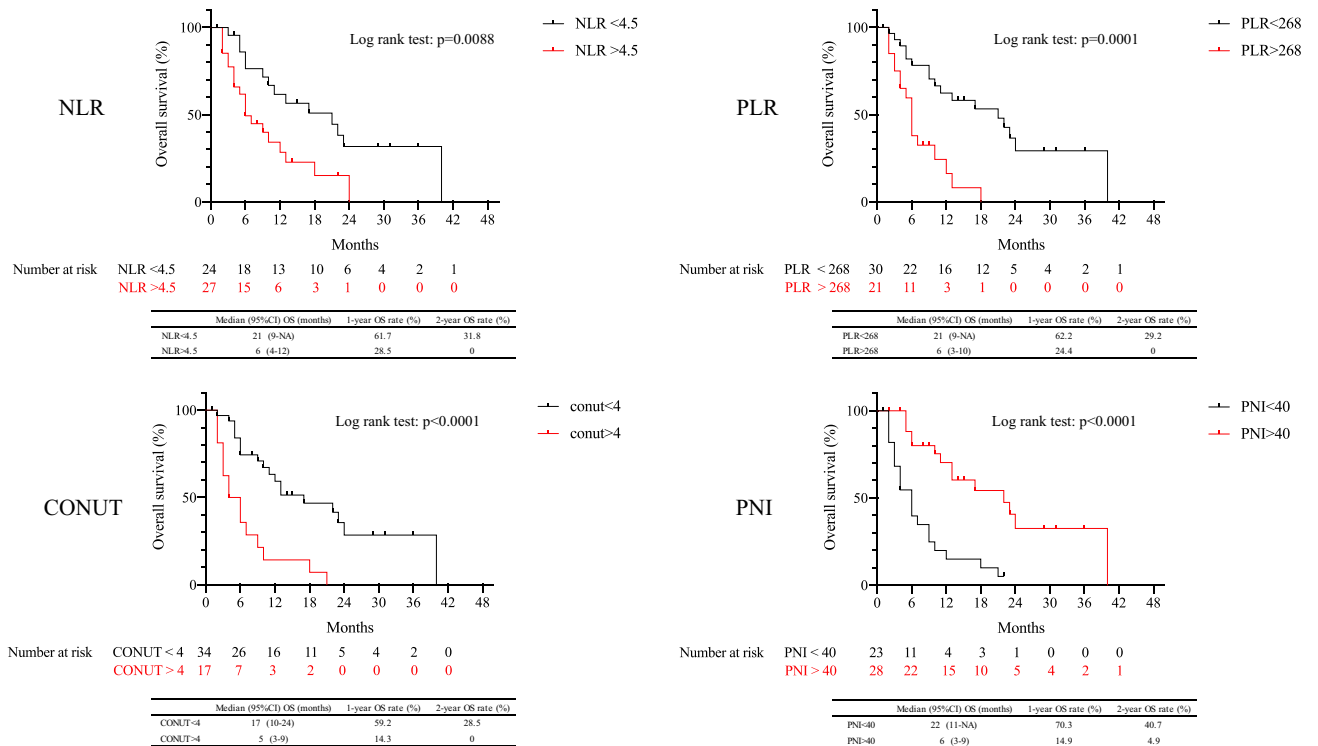 NLR
Overall survival (%)
100
50
0
Log rank test: p=0.0088
NLR <4.5
NLR >4.5
0 6 12 18 24 30 36 42 48
Months
Number at risk NLR <4.5 24 18 13 10 6 4 2 1
NLR >4.5 27 15 6 3 1 0 0 0
Median (95%CI) OS (months) 1-year OS rate (%) 2-year OS rate (%)
NLR<4.5 21 (9-NA) 61.7 31.8
NLR>4.5 6 (4-12) 28.5 0
PLR
Overall survival (%)
100
50
0
Log rank test: p=0.0001
PLR<268
PLR>268
0 6 12 18 24 30 36 42 48
Months
Number at risk PLR < 268 30 22 16 12 5 4 2 1
PLR > 268 21 11 3 1 0 0 0 0
Median (95%CI) OS (months) 1-year OS rate (%) 2-year OS rate (%)
PLR<268 21 (9-NA) 62.2 29.2
PLR>268 6 (3-10) 24.4 0
CONUT
Overall survival (%)
100
50
0
Log rank test: p<0.0001
conut<4
conut>4
0 6 12 18 24 30 36 42 48
Months
Number at risk CONUT < 4 34 26 16 11 5 4 2 0
CONUT > 4 17 7 3 2 0 0 0 0
Median (95%CI) OS (months) 1-year OS rate (%) 2-year OS rate (%)
CONUT<4 17 (10-24) 59.2 28.5
CONUT>4 5 (3-9) 14.3 0
PNI
Overall survival (%)
100
50
0
Log rank test: p<0.0001
PNI<40
PNI>40
0 6 12 18 24 30 36 42 48
Months
Number at risk PNI < 40 23 11 4 3 1 0 0 0
PNI > 40 28 22 15 10 5 4 2 1
Median (95%CI) OS (months) 1-year OS rate (%) 2-year OS rate (%)
PNI<40 22 (11-NA) 70.3 40.7
PNI>40 6 (3-9) 14.9 4.9